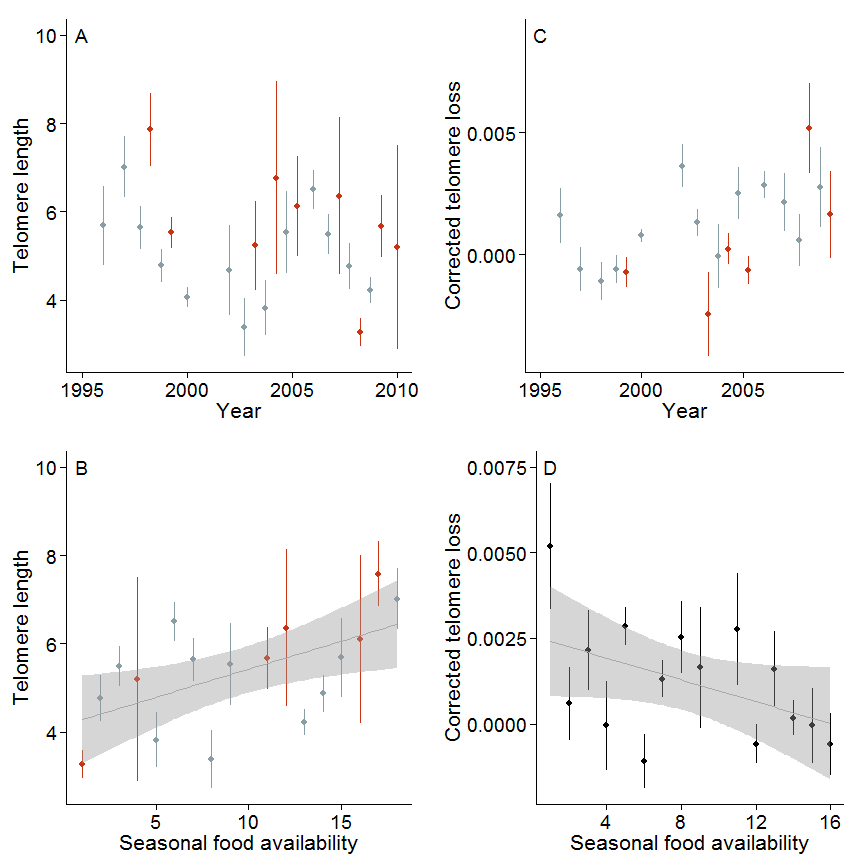 A
10
8
6
4
Telomere length
1995
2000
2005
2010
Year
C
0.005
0.000
Corrected telomere loss
1995
2000
2005
Year
B
10
8
6
4
Telomere length
5
10
15
Seasonal food availability
D
0.0075
0.0050
0.0025
0.0000
Corrected telomere loss
4
8
12
16
Seasonal food availability